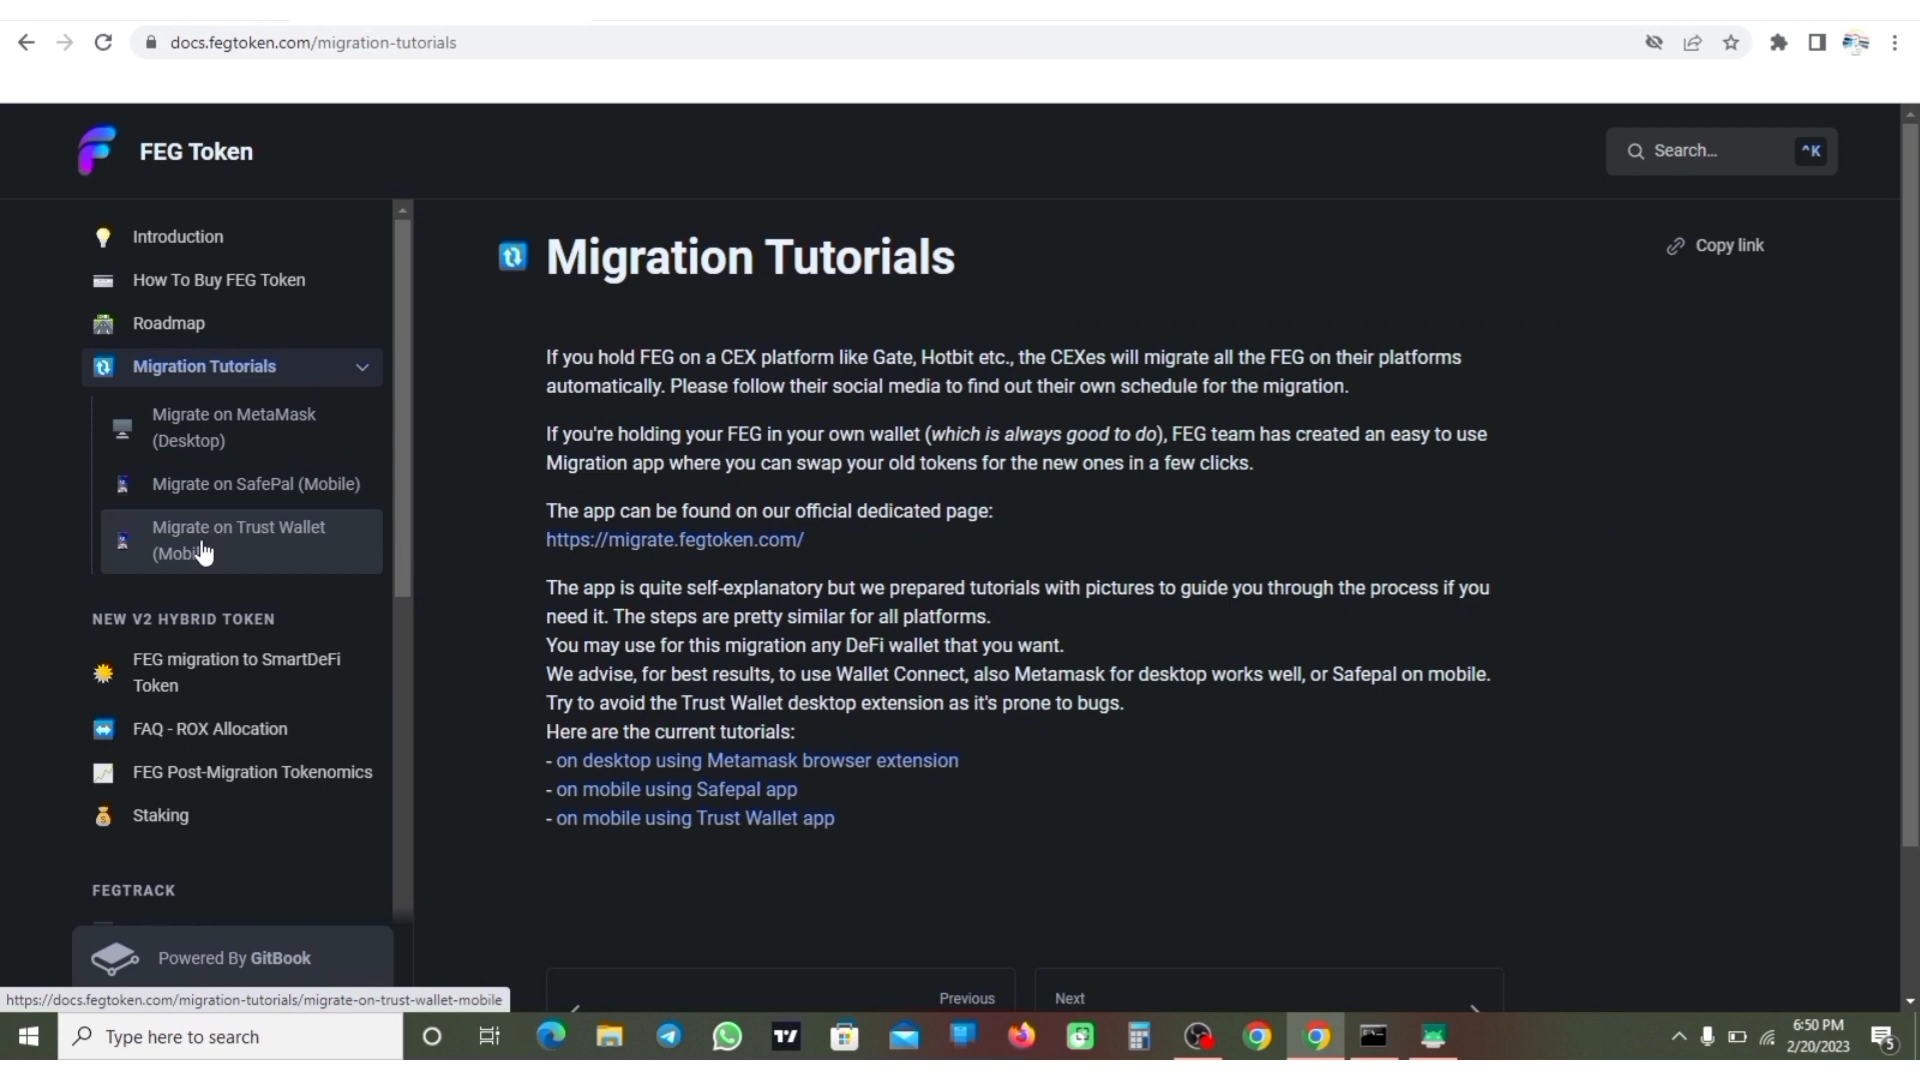 docs.fegtoken.com/migration-tutorials
FEG Token
Search...
^K
Introduction
How To Buy FEG Token
Roadmap
Migration Tutorials
Migrate on MetaMask
(Desktop)
Migrate on SafePal (Mobile)
Migrate on Trust Wallet
NEW V2 HYBRID TOKEN
FEG migration to SmartDeFi
Token
FAQ - ROX Allocation
FEG Post-Migration Tokenomics
Staking
FEGTRACK
Powered By GitBook
Migration Tutorials
Copy link
If you hold FEG on a CEX platform like Gate, Hotbit etc., the CEXes will migrate all the FEG on their platforms
automatically. Please follow their social media to find out their own schedule for the migration.
If you're holding your FEG in your own wallet (which is always good to do), FEG team has created an easy to use
Migration app where you can swap your old tokens for the new ones in a few clicks.
The app can be found on our official dedicated page:
https://migrate.fegtoken.com/
The app is quite self-explanatory but we prepared tutorials with pictures to guide you through the process if you
need it. The steps are pretty similar for all platforms.
You may use for this migration any DeFi wallet that you want.
We advise, for best results, to use Wallet Connect, also Metamask for desktop works well, or Safepal on mobile.
Try to avoid the Trust Wallet desktop extension as it's prone to bugs.
Here are the current tutorials:
- on desktop using Metamask browser extension
- on mobile using Safepal app
- on mobile using Trust Wallet app
Previous
Next
https://docs.fegtoken.com/migration-tutorials/migrate-on-trust-wallet-mobile
Type here to search
6:50 PM
2/20/2023
5